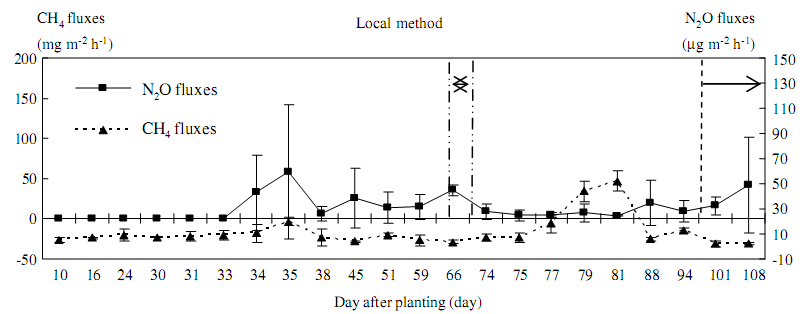 CH₄ fluxes
(mg m⁻² h⁻¹)
Local method
N₂O fluxes
(µg m⁻² h⁻¹)
200
150
100
50
0
-50
N₂O fluxes
CH₄ fluxes
150
130
110
90
70
50
30
10
-10
10 16 24 30 31 33 34 35 38 45 51 59 66 74 75 77 79 81 88 94 101 108
Day after planting (day)